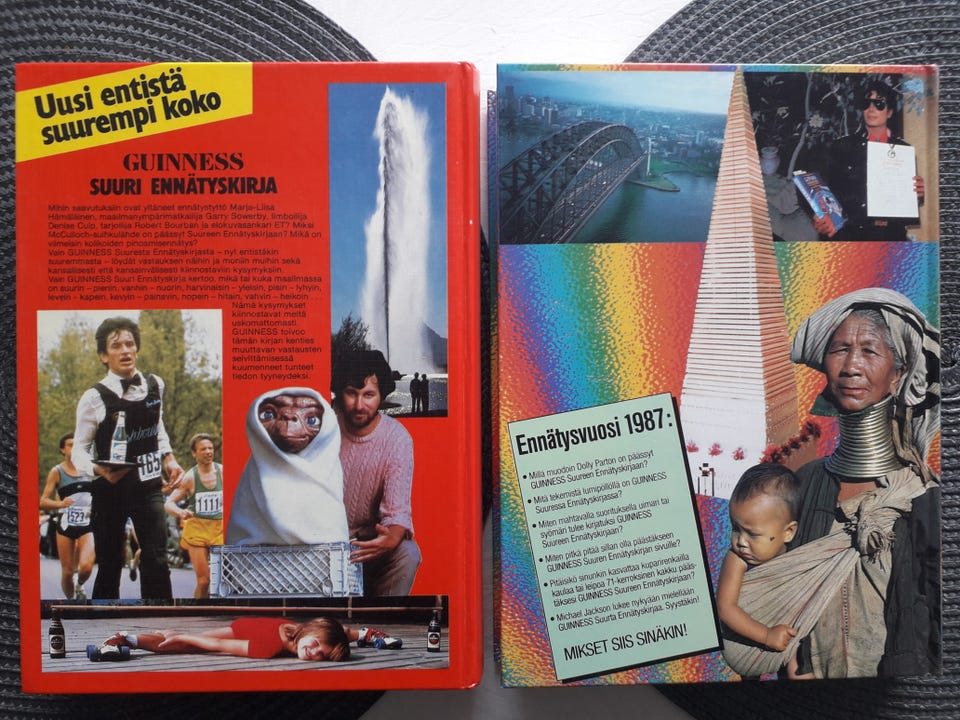 Uusi entistä
suurempi koko
GUINNESS
SUURI ENNÄTYSKIRJA
Mihin saavutuksiin ovat yltäneet ennätystyttö Marja-Liisa
Hämäläinen, maailmanympärimatkailija Garry Sowerby, limboilija
Denise Culp, tarjoilija Robert Bourban ja elokuvasankari ET? Miksi
McCulloch-suihkulähde on päässyt Suureen Ennätyskirjaan? Mikä on
viimeisin kolikoiden pinoamisennätys?
Vain GUINNESS Suuresta Ennätyskirjasta – nyt entistäkin
suuremmasta – löydät vastauksen näihin ja moniin muihin sekä
kansallisesti että kansainvälisesti kiinnostaviin kysymyksiin.
Vain GUINNESS Suuri Ennätyskirja kertoo, mikä tai kuka maailmassa
on suurin – pienin, vanhin – nuorin, harvinaisin – yleisin, pisin – lyhyin,
levein – kapein, kevyin – painavin, nopein – hitain, vahvin – heikoin ...
Nämä kysymykset
kiinnostavat meitä
uskomattomasti.
GUINNESS toivoo
tämän kirjan kenties
muuttavan vastausten
selvittämisessä
kuumenneet tunteet
tiedon tyyneydeksi.
165
1527
1111
Ennätysvuosi 1987:
• Millä muodoin Dolly Parton on päässyt
GUINNESS Suureen Ennätyskirjaan?
• Mitä tekemistä lumipöllöllä on GUINNESS
Suuressa Ennätyskirjassa?
• Miten mahtavalla suorituksella uiman tai
syömäri tulee kirjatuksi GUINNESS
Suureen Ennätyskirjaan?
• Miten pitkä pitää sillan olla päästäkseen
GUINNESS Suuren Ennätyskirjan sivuille?
• Pitäisikö sinunkin kasvattaa kuparirenkailla
kaulaa tai leipoa 71-kerroksinen kakku pääs-
täksesi GUINNESS Suureen Ennätyskirjaan?
• Michael Jackson lukee nykyään mielellään
GUINNESS Suurta Ennätyskirjaa. Syystäkin!
MIKSET SIIS SINÄKIN!